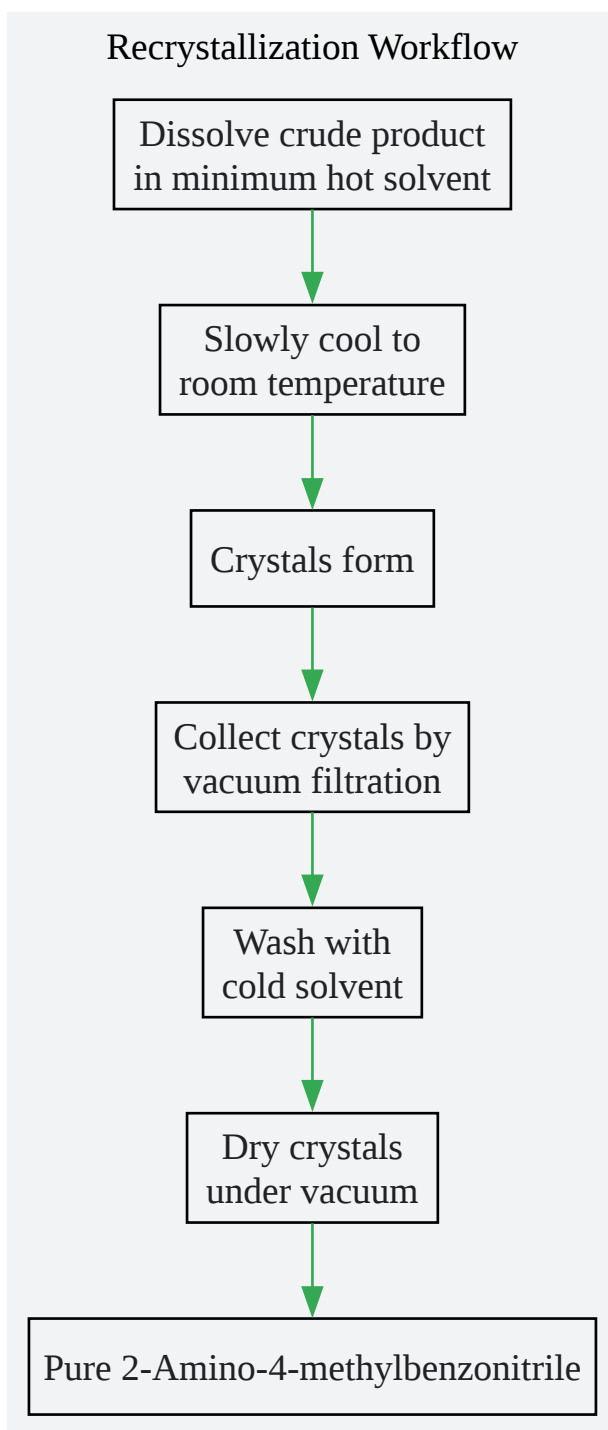 Recrystallization Workflow
Dissolve crude product
in minimum hot solvent
Slowly cool to
room temperature
Crystals form
Collect crystals by
vacuum filtration
Wash with
cold solvent
Dry crystals
under vacuum
Pure 2-Amino-4-methylbenzonitrile